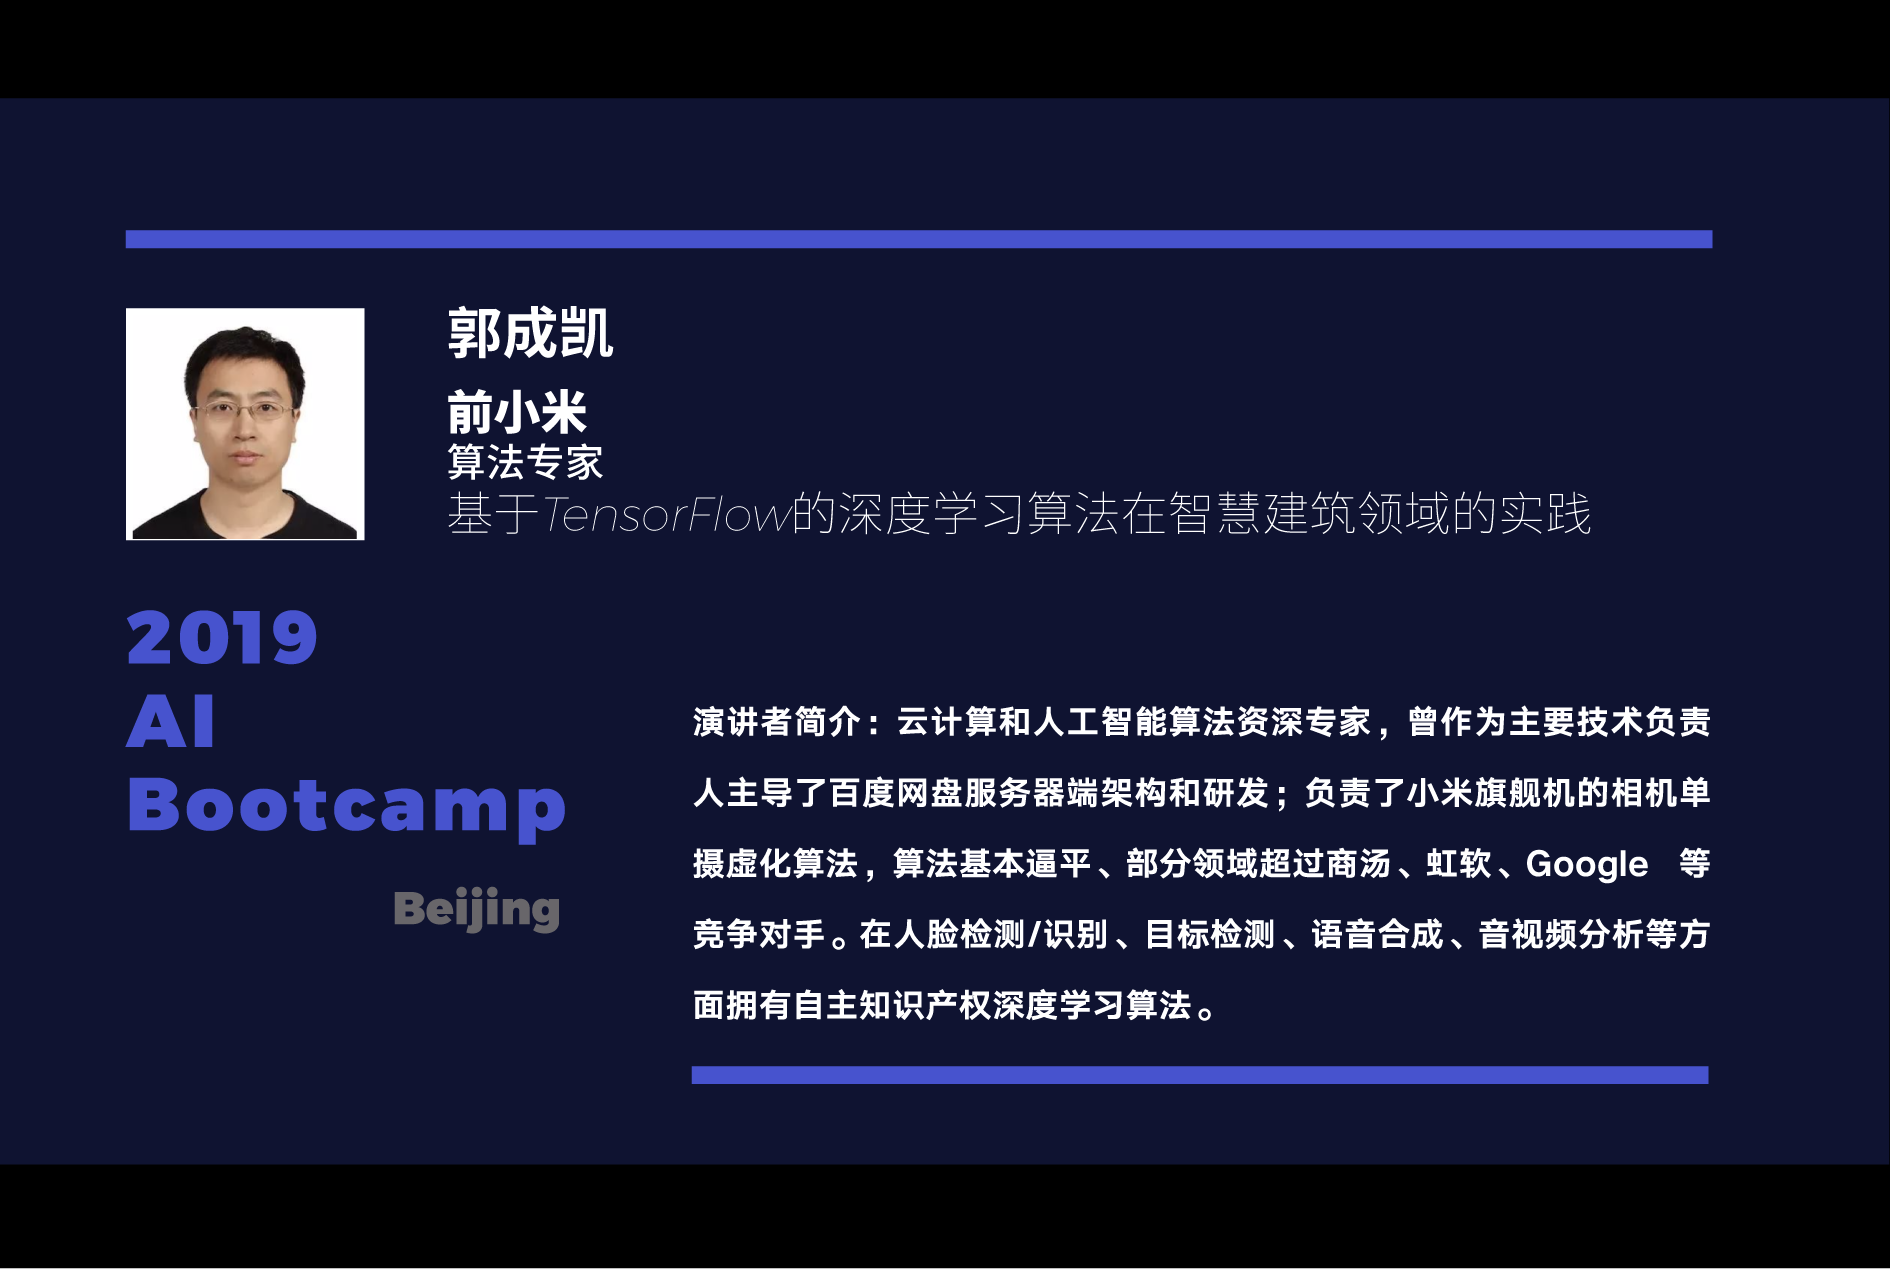 郭成凯
前小米
算法专家
基于TensorFlow的深度学习算法在智慧建筑领域的实践
2019
AI
Bootcamp
Beijing
演讲者简介：云计算和人工智能算法资深专家，曾作为主要技术负责
人主导了百度网盘服务器端架构和研发；负责了小米旗舰机的相机单
摄虚化算法，算法基本逼平、部分领域超过商汤、虹软、Google 等
竞争对手。在人脸检测/识别、目标检测、语音合成、音视频分析等方
面拥有自主知识产权深度学习算法。